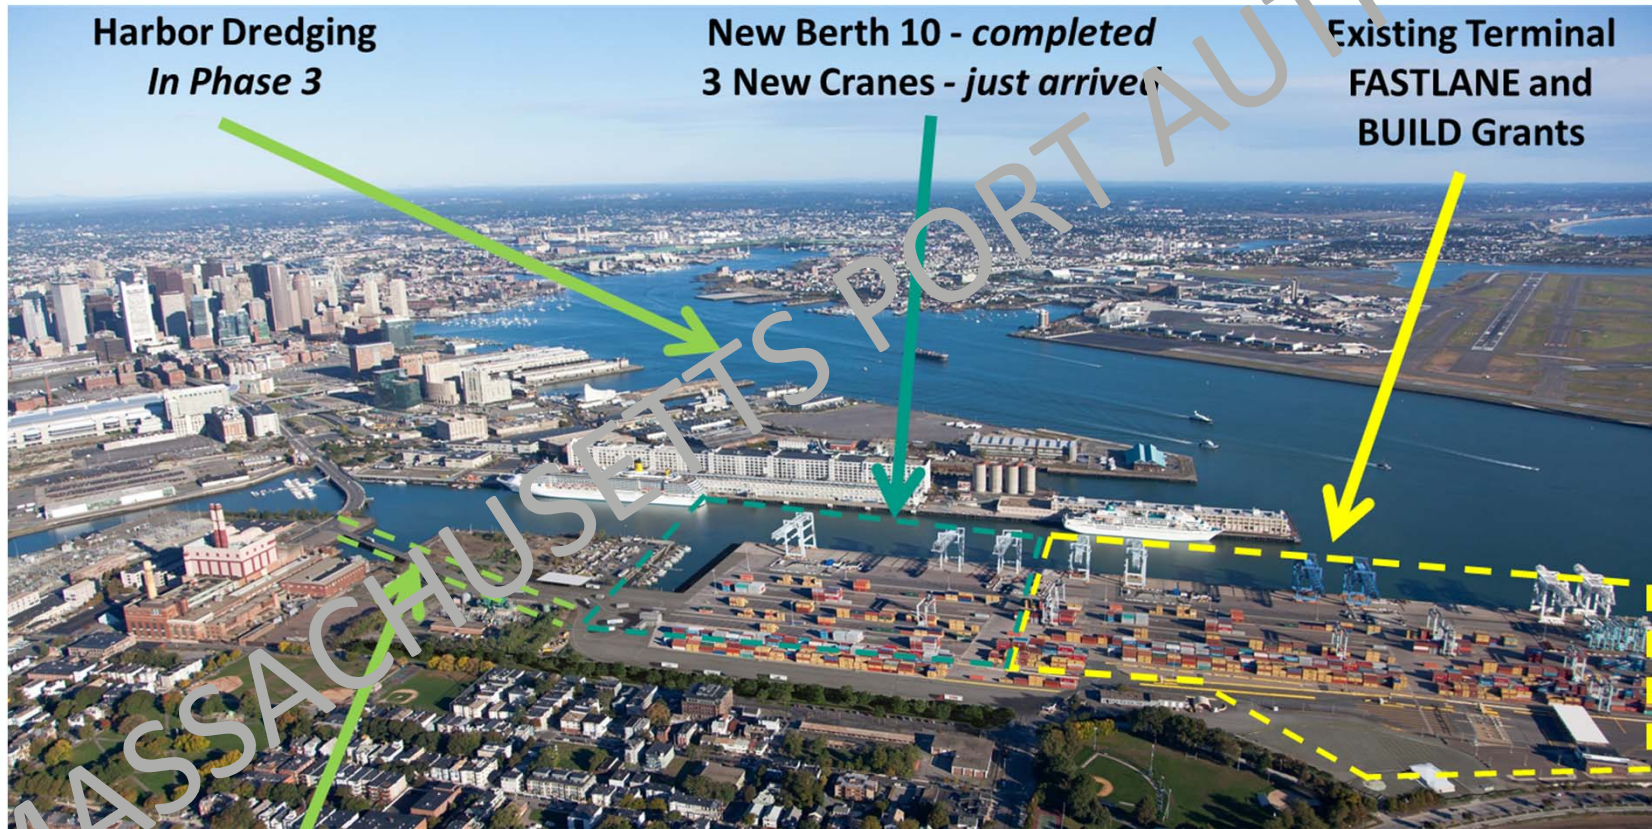 Harbor Dredging
In Phase 3
New Berth 10 - completed
3 New Cranes - just arrived
Existing Terminal
FASTLANE and
BUILD Grants
MASSACHUSETTS PORT AUT